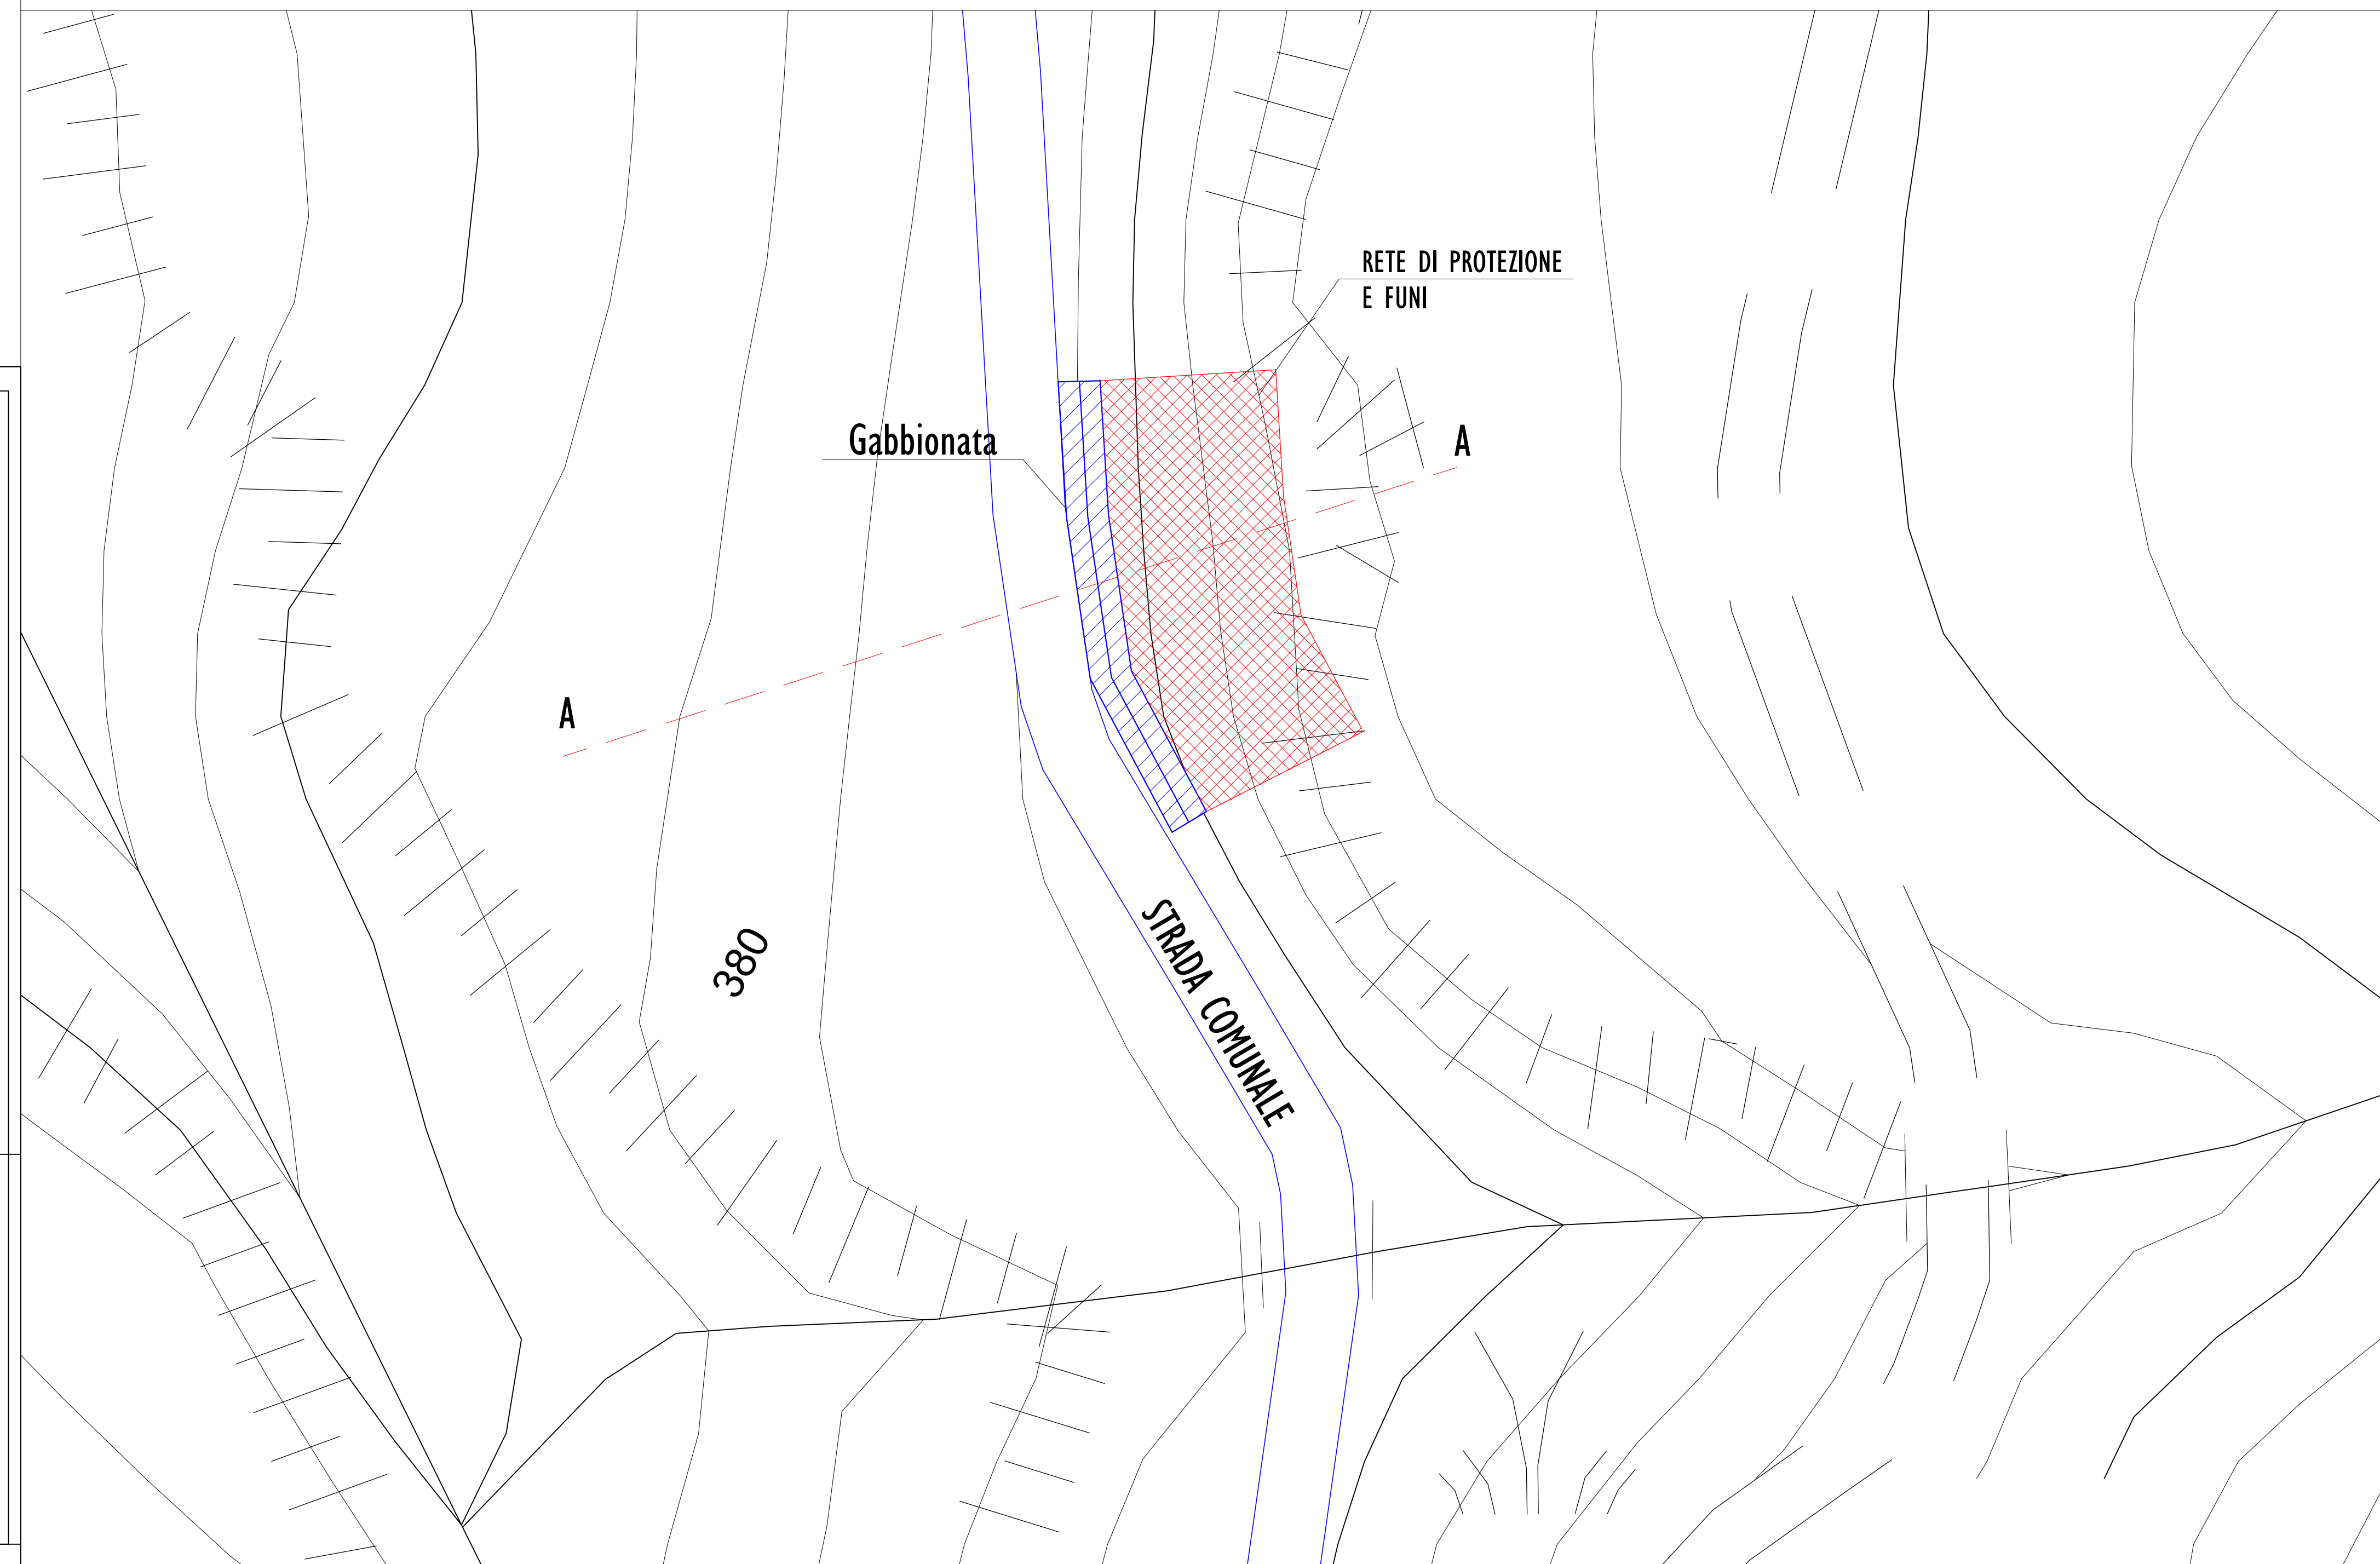 RETE DI PROTEZIONE
E FUNI
Gabbionata
A
A
380
STRADA COMUNALE